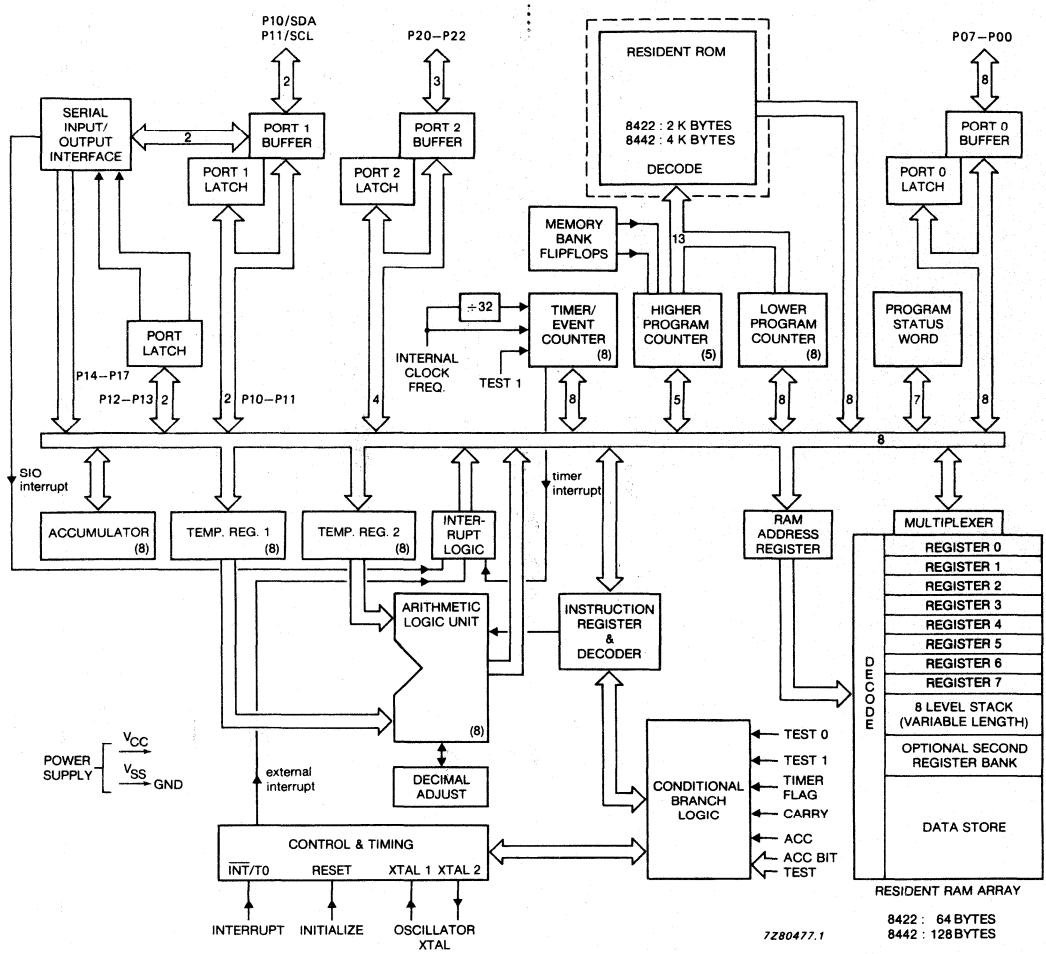 P10/SDA
P11/SCL
P20–P22
P07–P00
2
3
8
RESIDENT ROM
8422 : 2 K BYTES
8442 : 4 K BYTES
DECODE
SERIAL
INPUT/
OUTPUT
INTERFACE
2
PORT 1
BUFFER
PORT 1
LATCH
PORT 2
BUFFER
PORT 2
LATCH
PORT 0
BUFFER
PORT 0
LATCH
MEMORY
BANK
FLIPFLOPS
13
÷32
TIMER/
EVENT
COUNTER
(8)
HIGHER
PROGRAM
COUNTER
(5)
LOWER
PROGRAM
COUNTER
(8)
PROGRAM
STATUS
WORD
PORT
LATCH
INTERNAL
CLOCK
FREQ.
TEST 1
P14–P17
P12–P13
2
2
P10–P11
4
8
5
8
8
7
8
8
SIO
interrupt
timer
interrupt
ACCUMULATOR
(8)
TEMP. REG. 1
(8)
TEMP. REG. 2
(8)
INTER-
RUPT
LOGIC
RAM
ADDRESS
REGISTER
MULTIPLEXER
REGISTER 0
REGISTER 1
REGISTER 2
REGISTER 3
REGISTER 4
REGISTER 5
REGISTER 6
REGISTER 7
8 LEVEL STACK
(VARIABLE LENGTH)
OPTIONAL SECOND
REGISTER BANK
DATA STORE
DECODE
ARITHMETIC
LOGIC UNIT
(8)
INSTRUCTION
REGISTER
&
DECODER
DECIMAL
ADJUST
POWER
SUPPLY
VCC
VSS
GND
external
interrupt
CONDITIONAL
BRANCH
LOGIC
TEST 0
TEST 1
TIMER
FLAG
CARRY
ACC
ACC BIT
TEST
CONTROL & TIMING
INT/T0
RESET
XTAL 1
XTAL 2
INTERRUPT
INITIALIZE
OSCILLATOR
XTAL
RESIDENT RAM ARRAY
8422 : 64 BYTES
8442 : 128 BYTES
7Z80477.1